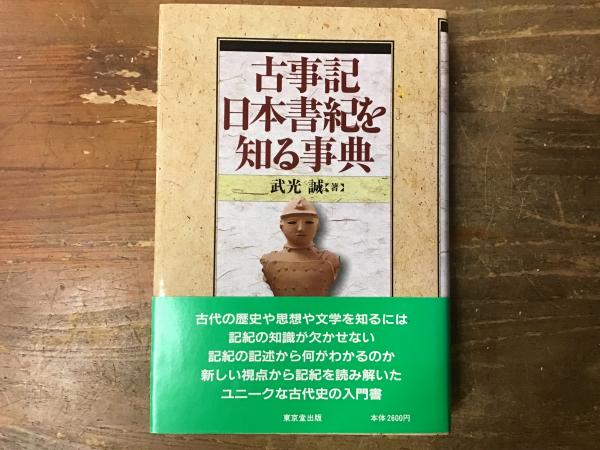 古事記
日本書紀を
知る事典
武光 誠【著】
古代の歴史や思想や文学を知るには
記紀の知識が欠かせない
記紀の記述から何がわかるのか
新しい視点から記紀を読み解いた
ユニークな古代史の入門書
東京堂出版
本体2600円